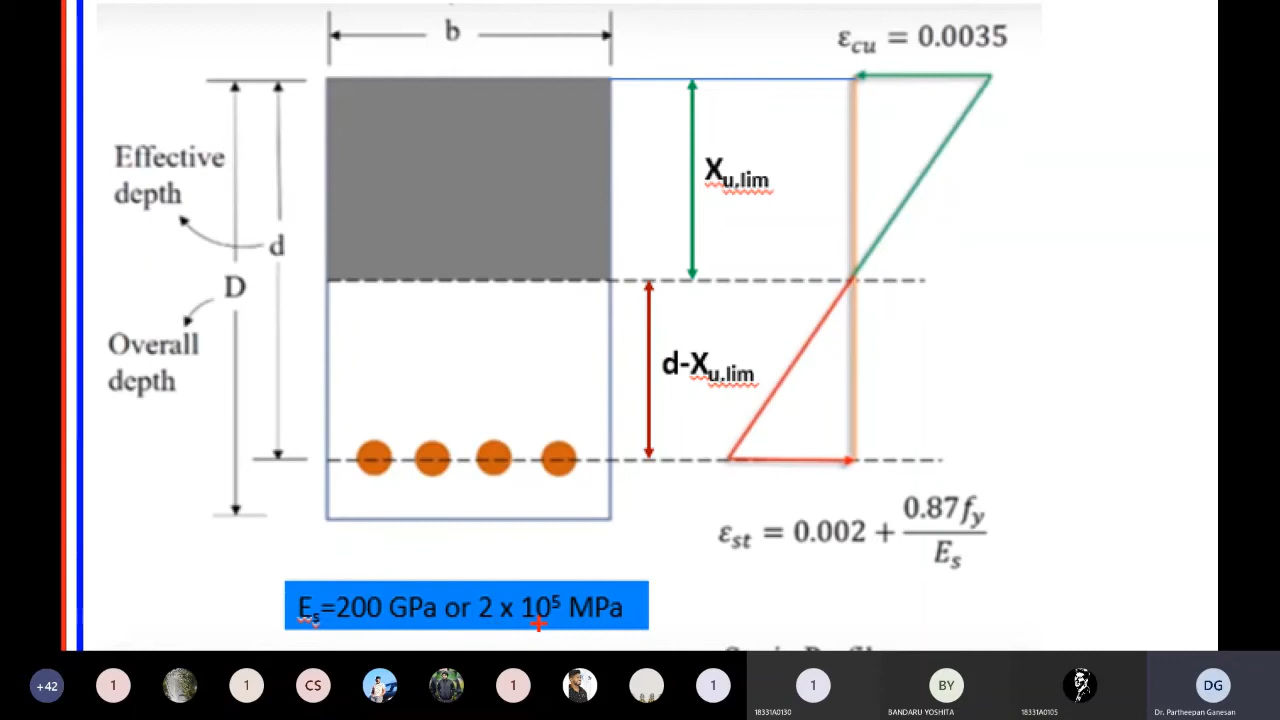 b
εcu = 0.0035
Effective
depth
d
D
Overall
depth
Xu,lim
d-Xu,lim
εst = 0.002 + 0.87fy
Es
Es=200 GPa or 2 x 10⁵ MPa
+42
1
1
CS
1
1
1
BY
DG
18331A0130
BANDARU YOSHITA
18331A0105
Dr. Partheepan Ganesan